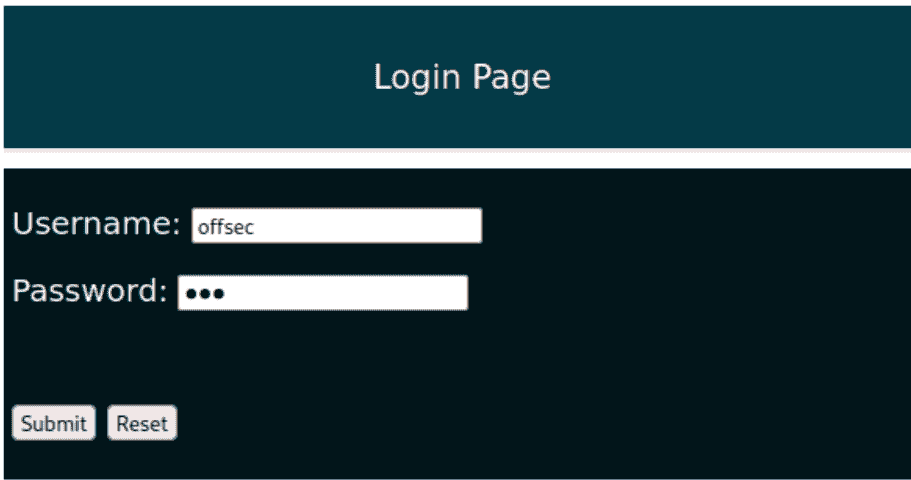 Login Page
Username: offsec
Password: •••
Submit Reset